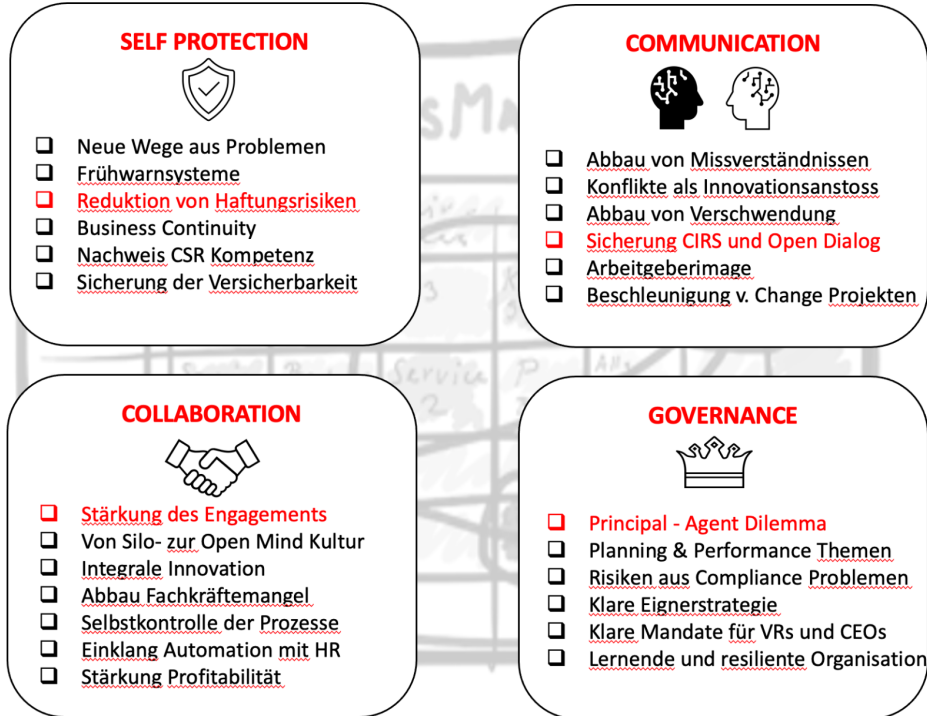 SELF PROTECTION
Neue Wege aus Problemen
Frühwarnsysteme
Reduktion von Haftungsrisiken
Business Continuity
Nachweis CSR Kompetenz
Sicherung der Versicherbarkeit
COMMUNICATION
Abbau von Missverständnissen
Konflikte als Innovationsanstoss
Abbau von Verschwendung
Sicherung CIRS und Open Dialog
Arbeitgeberimage
Beschleunigung v. Change Projekten
COLLABORATION
Stärkung des Engagements
Von Silo- zur Open Mind Kultur
Integrale Innovation
Abbau Fachkräftemangel
Selbstkontrolle der Prozesse
Einklang Automation mit HR
Stärkung Profitabilität
GOVERNANCE
Principal - Agent Dilemma
Planning & Performance Themen
Risiken aus Compliance Problemen
Klare Eignerstrategie
Klare Mandate für VRs und CEOs
Lernende und resiliente Organisation
Service
2